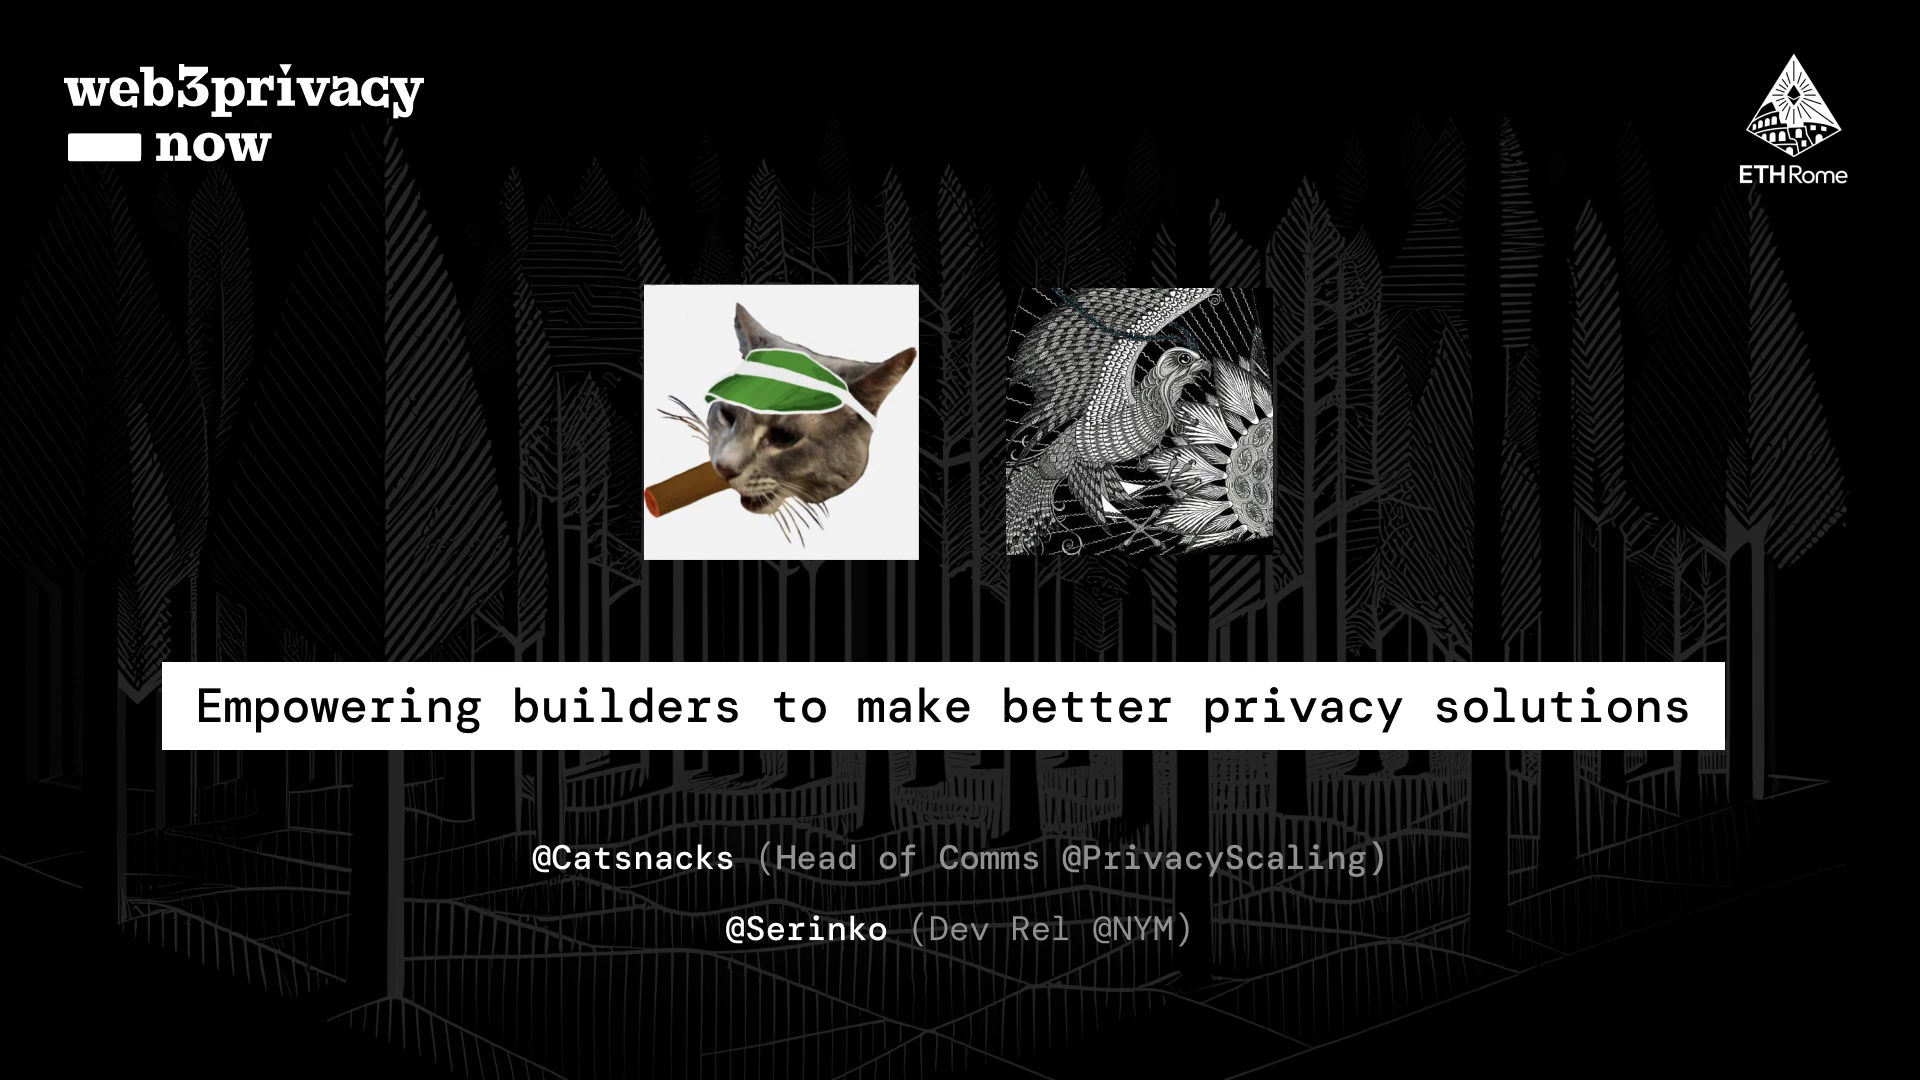 web3privacy
now
ETHRome
Empowering builders to make better privacy solutions
@Catsnacks (Head of Comms @PrivacyScaling)
@Serinko (Dev Rel @NYM)